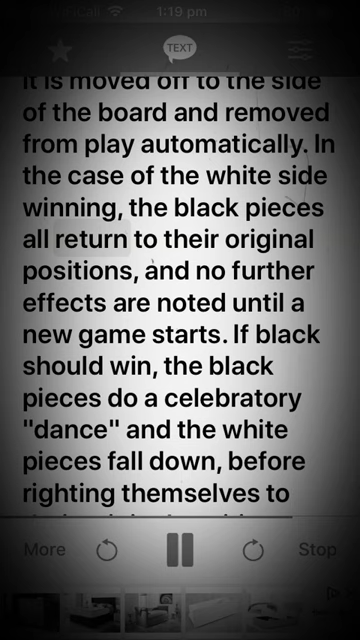 1:19 pm
TEXT
It is moved off to the side
of the board and removed
from play automatically. In
the case of the white side
winning, the black pieces
all return to their original
positions, and no further
effects are noted until a
new game starts. If black
should win, the black
pieces do a celebratory
"dance" and the white
pieces fall down, before
righting themselves to
More
Stop